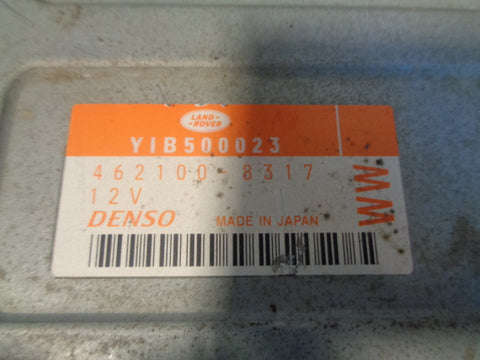 LAND-
-ROVER
YIB500023
462100-8317
12V
DENSO MADE IN JAPAN
WW